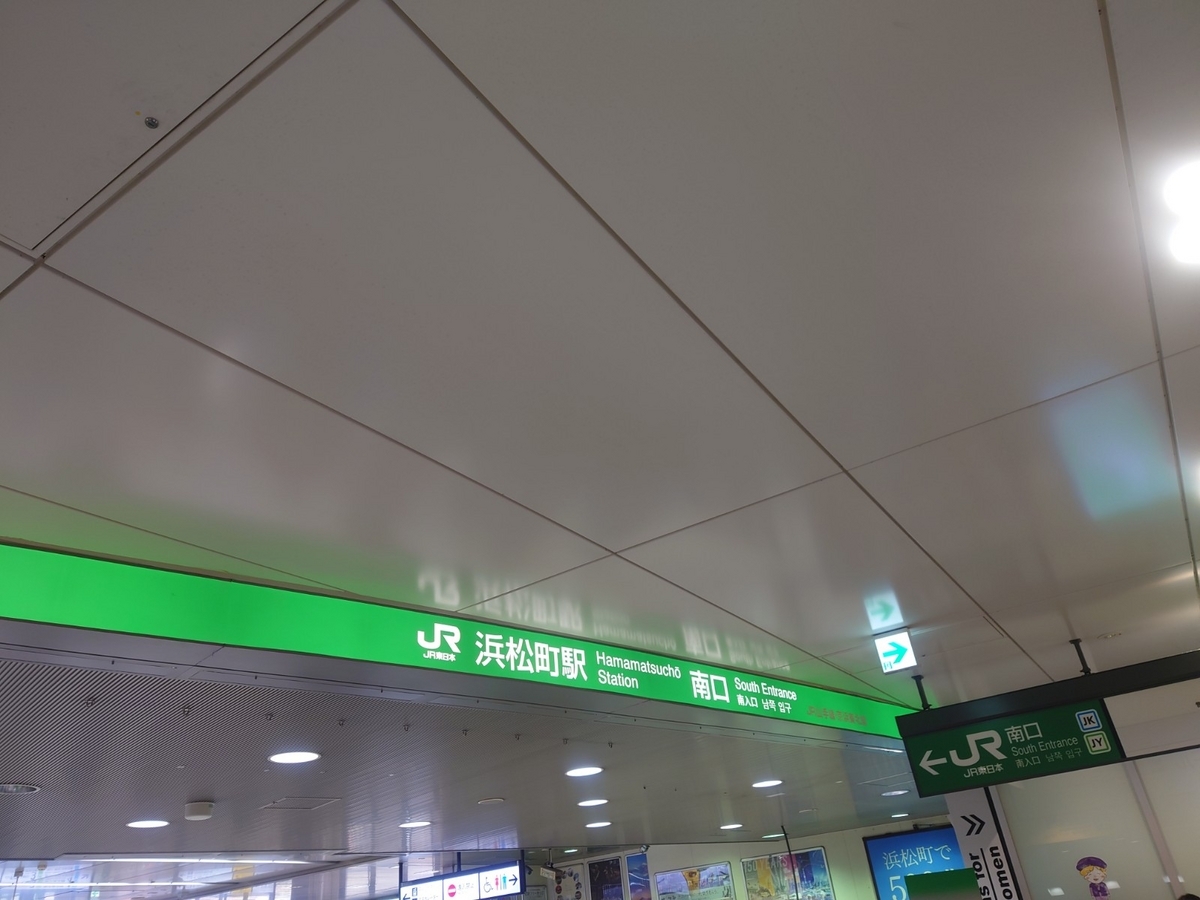 JR
JR東日本
浜松町駅
Hamamatsuchō
Station
南口
South Entrance
南入口 남쪽 입구
JR
JR東日本
南口
South Entrance
南入口 남쪽 입구
JK
JY
浜松町で